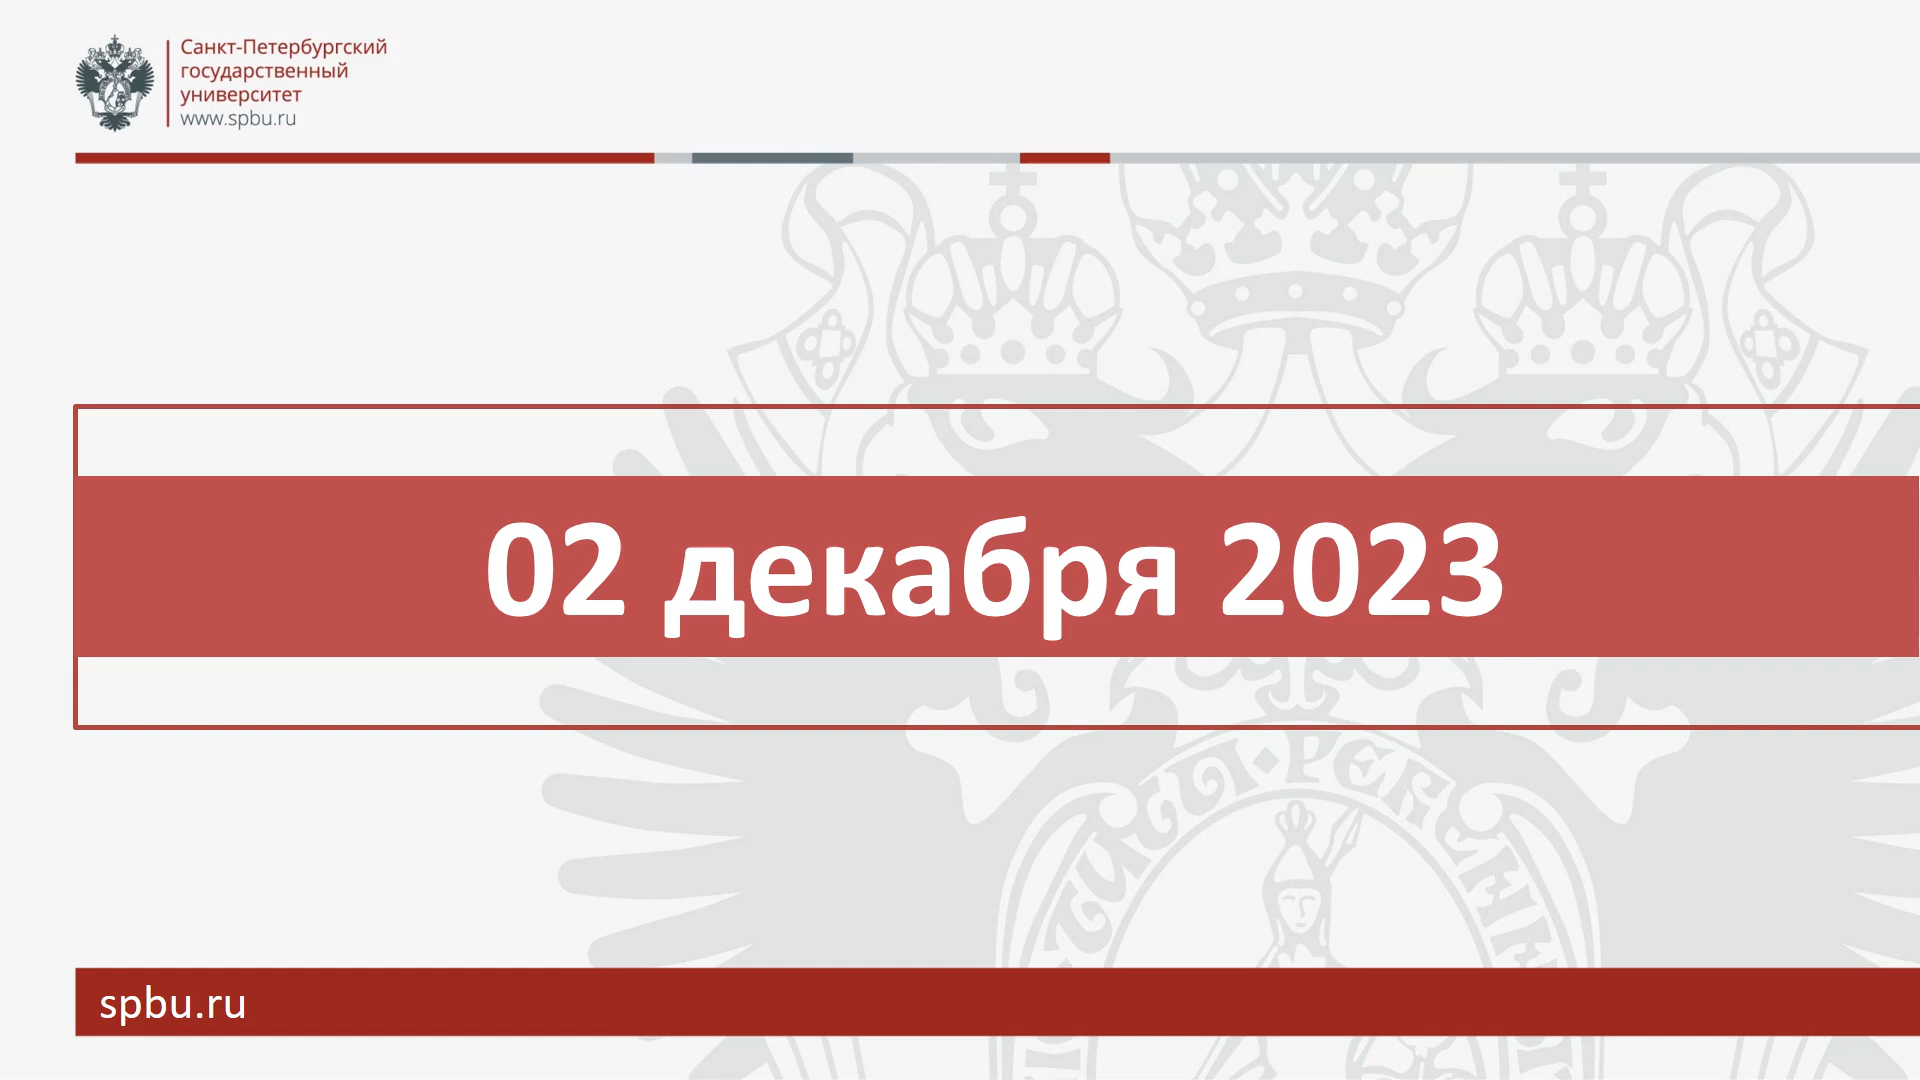 Санкт-Петербургский
государственный
университет
www.spbu.ru
02 декабря 2023
spbu.ru